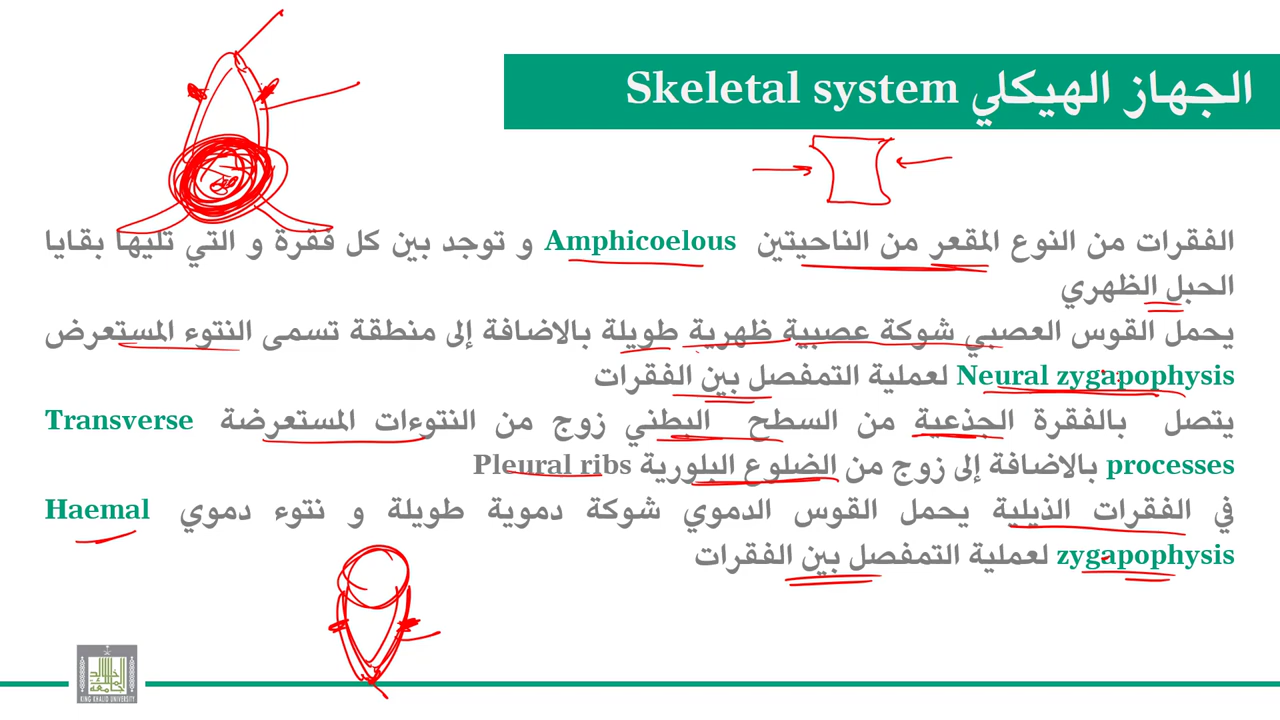 الجهاز الهيكلي Skeletal system
الفقرات من النوع المقعر من الناحيتين Amphicoelous و توجد بين كل فقرة و التي تليها بقايا
الحبل الظهري
يحمل القوس العصبي شوكة عصبية ظهرية طويلة بالاضافة إلى منطقة تسمى النتوء المستعرض
Neural zygapophysis لعملية التمفصل بين الفقرات
يتصل بالفقرة الجذعية من السطح البطني زوج من النتوءات المستعرضة Transverse
processes بالاضافة إلى زوج من الضلوع البلورية Pleural ribs
في الفقرات الذيلية يحمل القوس الدموي شوكة دموية طويلة و نتوء دموي Haemal
zygapophysis لعملية التمفصل بين الفقرات
KING KHALID UNIVERSITY